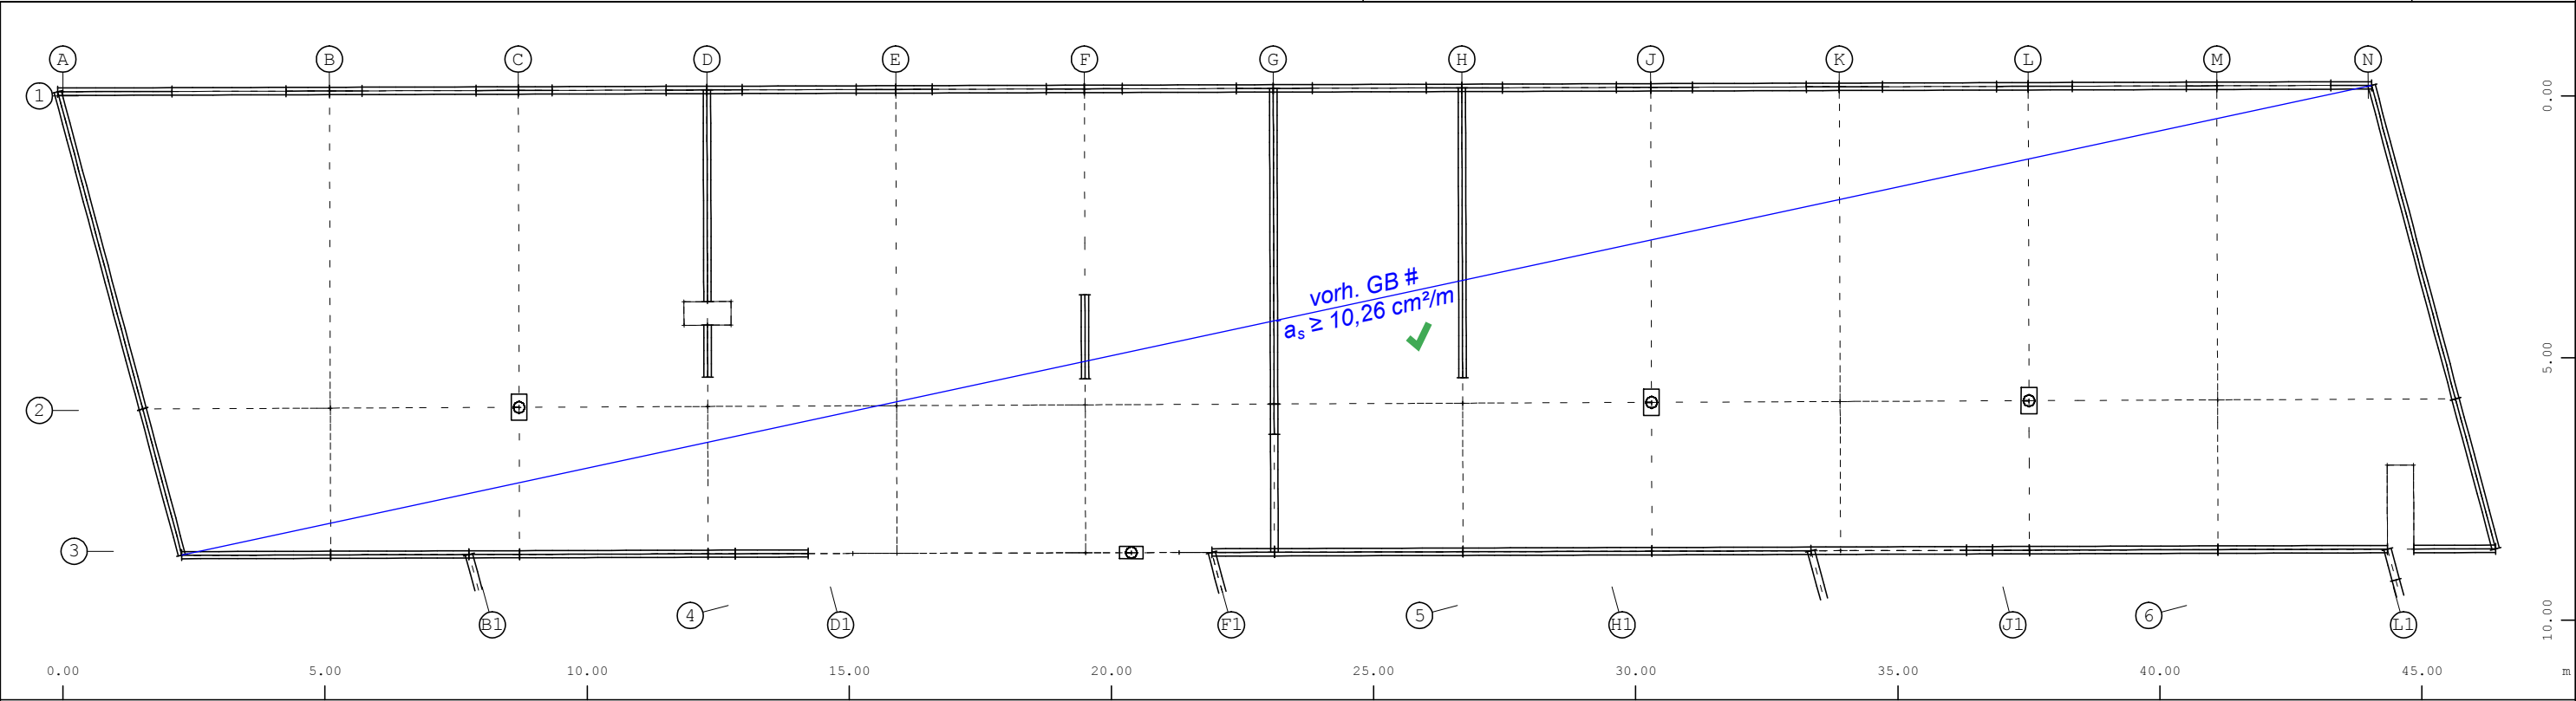 A B C D E F G H J K L M N
1
0.00
vorh. GB #
aₛ ≥ 10,26 cm²/m
5.00
2
3
4 5 6
B1 D1 F1 H1 J1 L1
10.00
0.00 5.00 10.00 15.00 20.00 25.00 30.00 35.00 40.00 45.00 m